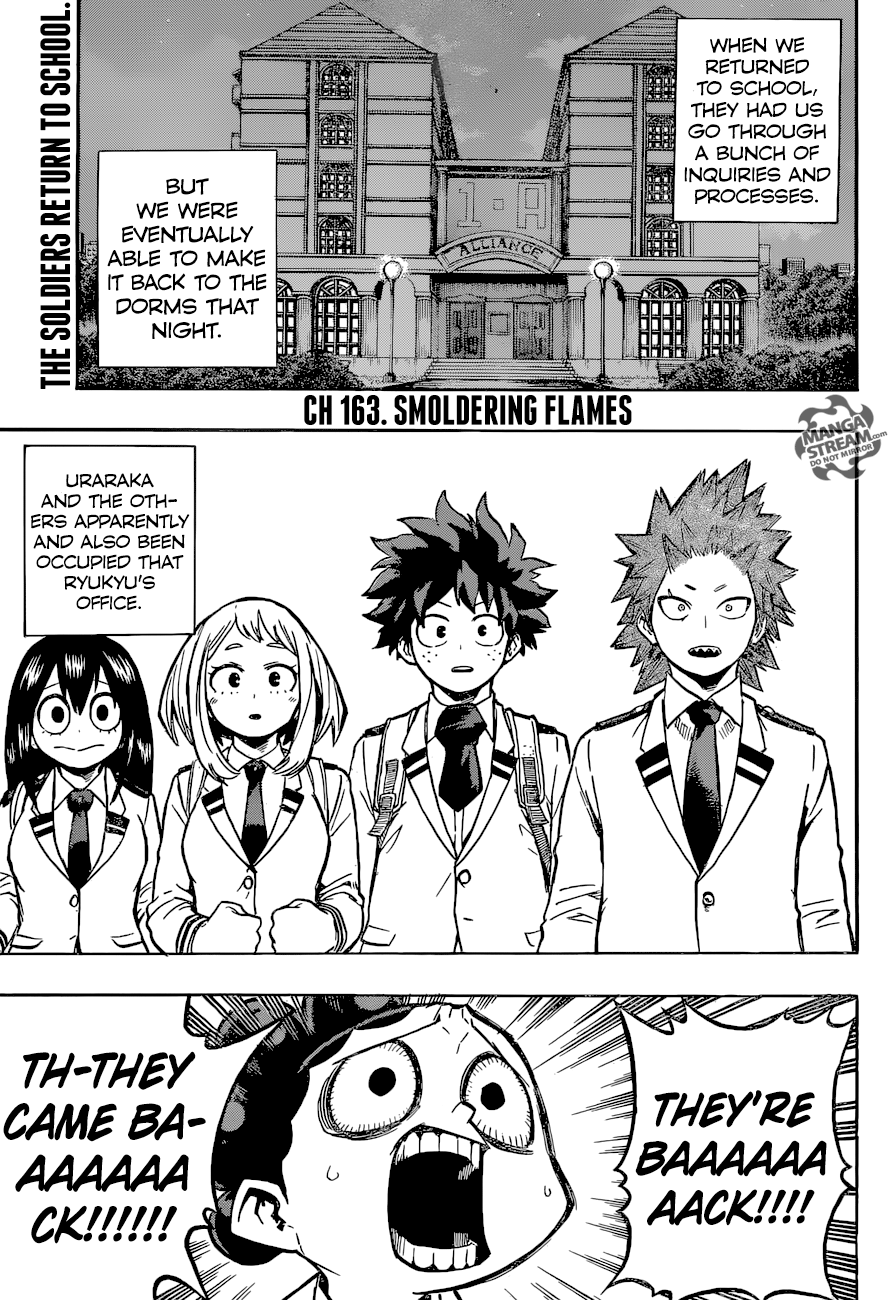 THE SOLDIERS RETURN TO SCHOOL.
WHEN WE
RETURNED
TO SCHOOL,
THEY HAD US
GO THROUGH
A BUNCH OF
INQUIRIES AND
PROCESSES.
BUT
WE WERE
EVENTUALLY
ABLE TO MAKE
IT BACK TO THE
DORMS THAT
NIGHT.
1-A
ALLIANCE
CH 163. SMOLDERING FLAMES
MANGA
STREAM.com
DO NOT MIRROR
URARAKA
AND THE OTH-
ERS APPARENTLY
AND ALSO BEEN
OCCUPIED THAT
RYUKYU'S
OFFICE.
THEY'RE
BAAAAAA
AACK!!!!
TH-THEY
CAME BA-
AAAAAAA
CK!!!!!!